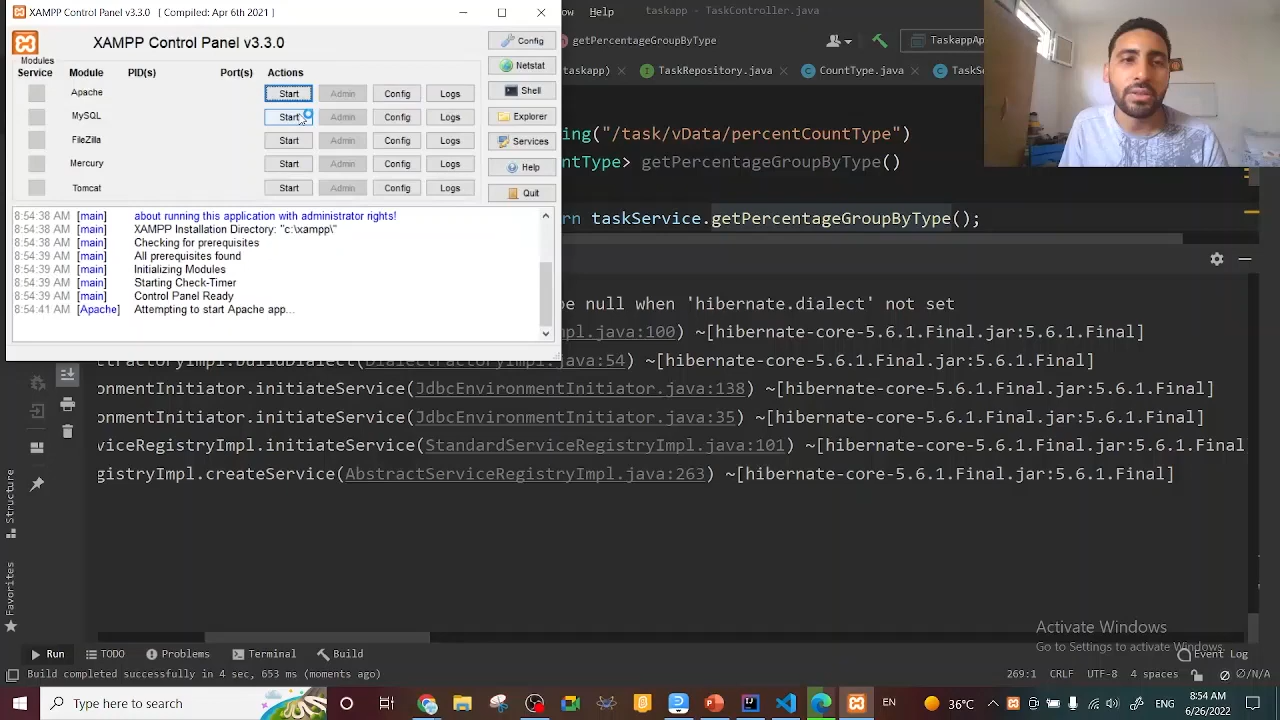 XAMPP Control Panel v3.3.0 [ Compiled: Apr 6th 2021 ]
XAMPP Control Panel v3.3.0
Modules
Service Module PID(s) Port(s) Actions
Apache Start Admin Config Logs
MySQL Start Config Logs
FileZilla Start Admin Config Logs
Mercury Start Admin Config Logs
Tomcat Start Admin Config Logs
Config
Netstat
Shell
Explorer
Services
Help
Quit
8:54:38 AM [main] about running this application with administrator rights!
8:54:38 AM [main] XAMPP Installation Directory: "c:\xampp\"
8:54:38 AM [main] Checking for prerequisites
8:54:39 AM [main] All prerequisites found
8:54:39 AM [main] Initializing Modules
8:54:39 AM [main] Starting Check-Timer
8:54:39 AM [main] Control Panel Ready
8:54:41 AM [Apache] Attempting to start Apache app...
ow Help taskapp - TaskController.java
getPercentageGroupByType TaskappAp
taskapp) TaskRepository.java CountType.java TaskS
ing("/task/vData/percentCountType")
ntType> getPercentageGroupByType()
rn taskService.getPercentageGroupByType();
be null when 'hibernate.dialect' not set
pl.java:100) ~[hibernate-core-5.6.1.Final.jar:5.6.1.Final]
ctFactoryImpl.buildDialect(DialectFactoryImpl.java:54) ~[hibernate-core-5.6.1.Final.jar:5.6.1.Final]
onmentInitiator.initiateService(JdbcEnvironmentInitiator.java:138) ~[hibernate-core-5.6.1.Final.jar:5.6.1.Final]
onmentInitiator.initiateService(JdbcEnvironmentInitiator.java:35) ~[hibernate-core-5.6.1.Final.jar:5.6.1.Final]
viceRegistryImpl.initiateService(StandardServiceRegistryImpl.java:101) ~[hibernate-core-5.6.1.Final.jar:5.6.1.Final
gistryImpl.createService(AbstractServiceRegistryImpl.java:263) ~[hibernate-core-5.6.1.Final.jar:5.6.1.Final]
Structure
Favorites
Activate Windows
Go to Settings to activate Windows.
Run TODO Problems Terminal Build Event Log
Build completed successfully in 4 sec, 653 ms (moments ago) 269:1 CRLF UTF-8 4 spaces N/A
Type here to search EN 36°C 8:54 AM
6/26/2022